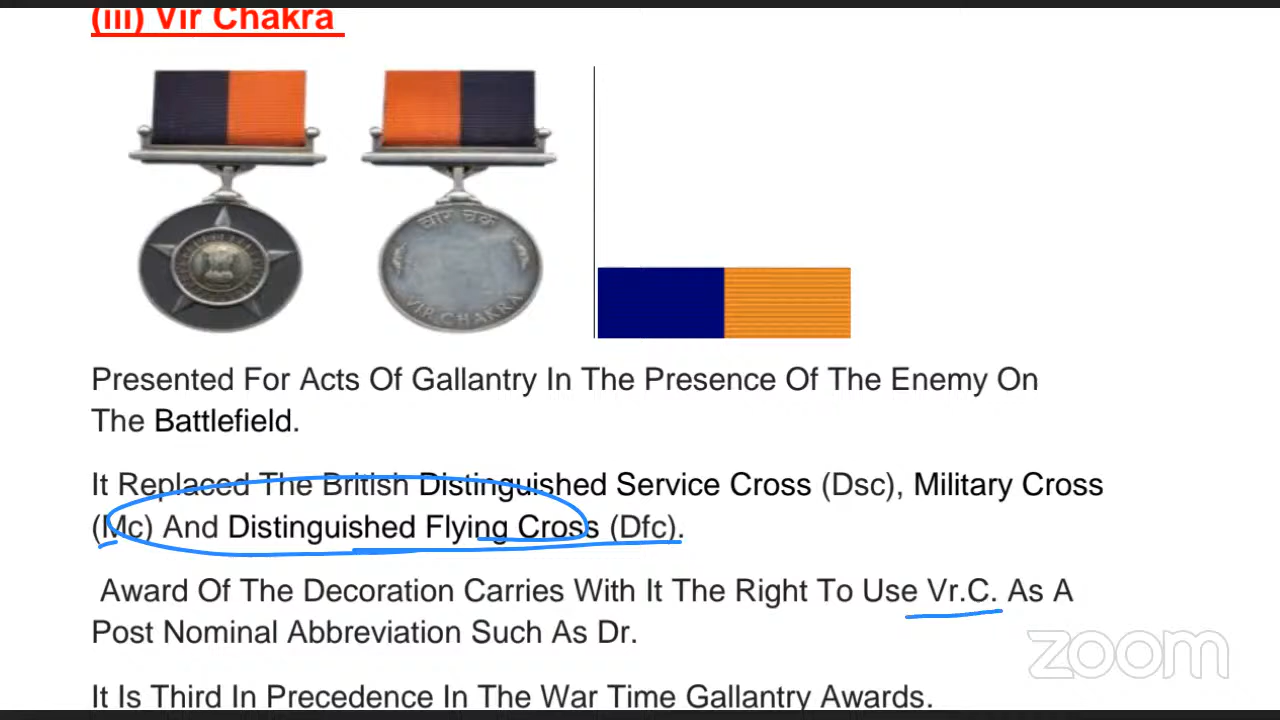 (iii) Vir Chakra
वीर चक्र
VIR CHAKRA
Presented For Acts Of Gallantry In The Presence Of The Enemy On
The Battlefield.
It Replaced The British Distinguished Service Cross (Dsc), Military Cross
(Mc) And Distinguished Flying Cross (Dfc).
Award Of The Decoration Carries With It The Right To Use Vr.C. As A
Post Nominal Abbreviation Such As Dr.
It Is Third In Precedence In The War Time Gallantry Awards.
zoom